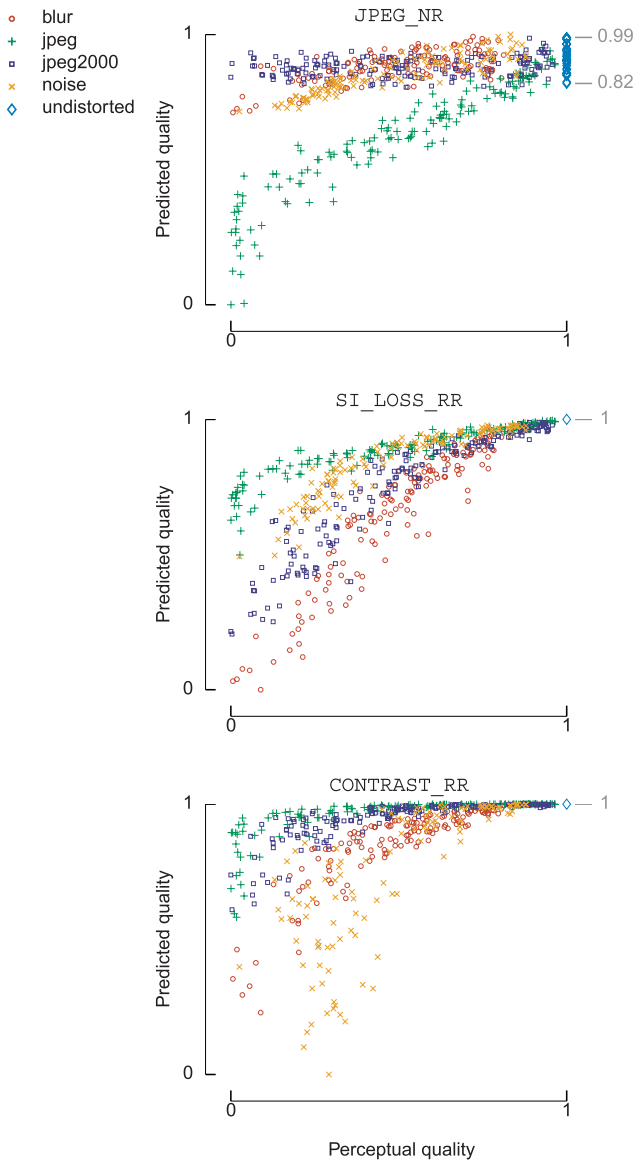 blur
jpeg
jpeg2000
noise
undistorted
JPEG_NR
1
0.99
0.82
Predicted quality
0
0
1
SI_LOSS_RR
1
1
Predicted quality
0
0
1
CONTRAST_RR
1
1
Predicted quality
0
0
1
Perceptual quality